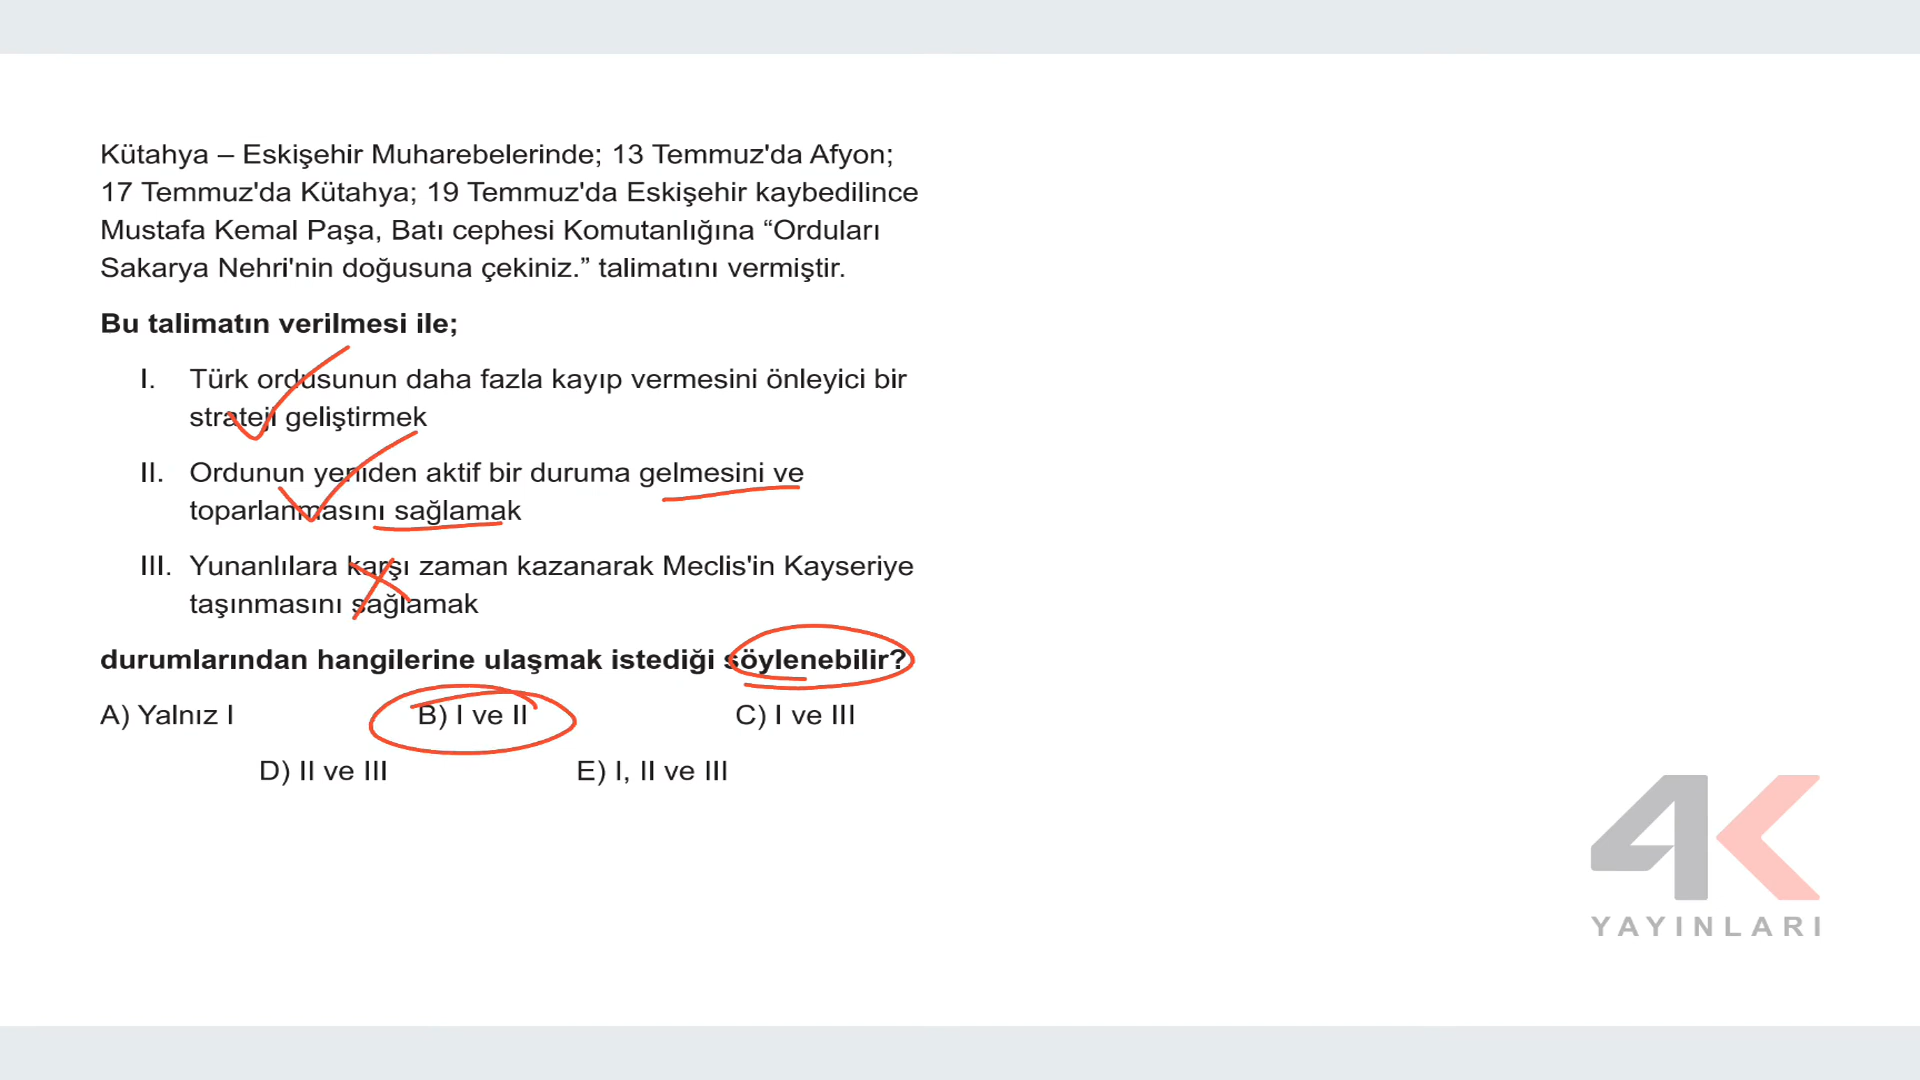 Kütahya – Eskişehir Muharebelerinde; 13 Temmuz'da Afyon;
17 Temmuz'da Kütahya; 19 Temmuz'da Eskişehir kaybedilince
Mustafa Kemal Paşa, Batı cephesi Komutanlığına “Orduları
Sakarya Nehri'nin doğusuna çekiniz.” talimatını vermiştir.
Bu talimatın verilmesi ile;
I. Türk ordusunun daha fazla kayıp vermesini önleyici bir
strateji geliştirmek
II. Ordunun yeniden aktif bir duruma gelmesini ve
toparlanmasını sağlamak
III. Yunanlılara karşı zaman kazanarak Meclis'in Kayseriye
taşınmasını sağlamak
durumlarından hangilerine ulaşmak istediği söylenebilir?
A) Yalnız I B) I ve II C) I ve III
D) II ve III E) I, II ve III
4K
YAYINLARI